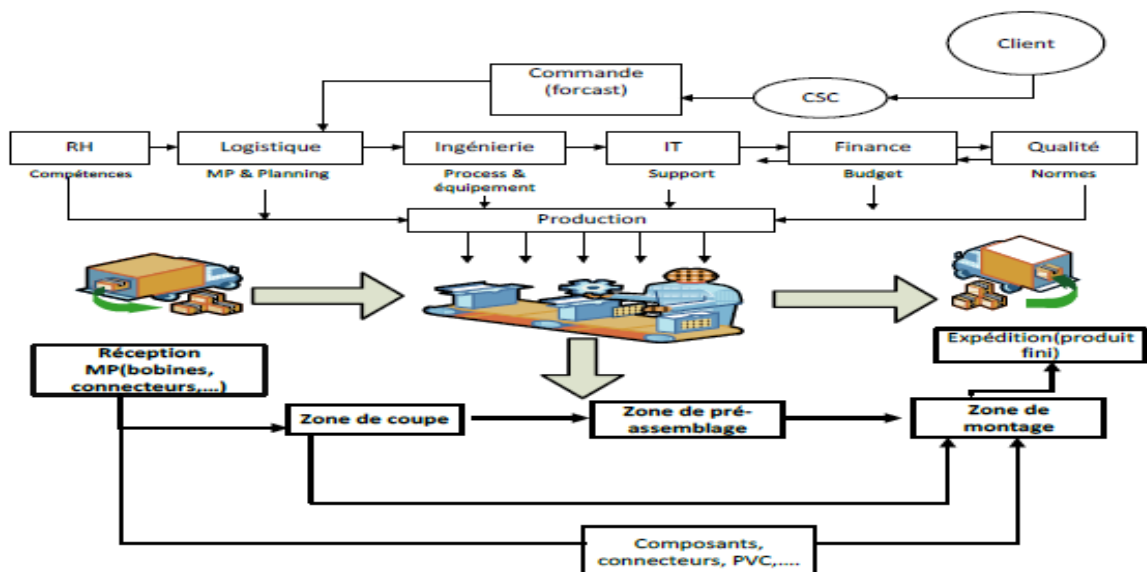 Client
Commande
(forcast)
CSC
RH
Logistique
Ingénierie
IT
Finance
Qualité
Compétences
MP & Planning
Process &
équipement
Support
Budget
Normes
Production
Réception
MP(bobines,
connecteurs,...)
Expédition(produit
fini)
Zone de coupe
Zone de pré-
assemblage
Zone de
montage
Composants,
connecteurs, PVC,....